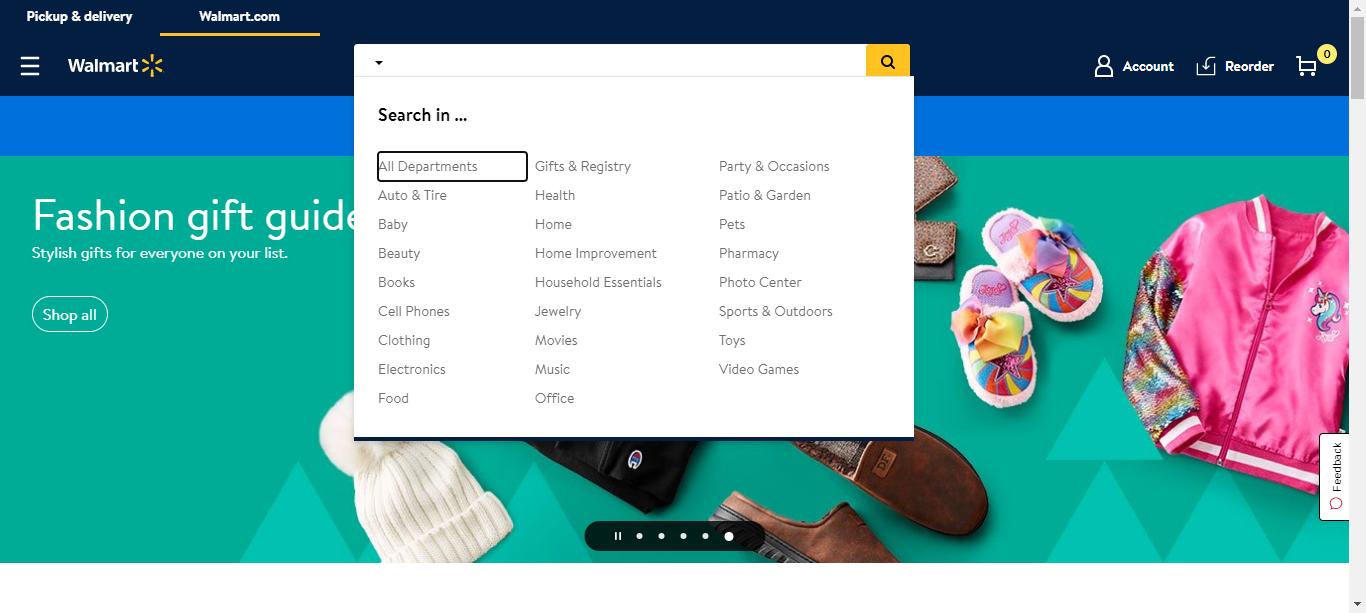 Pickup & delivery
Walmart.com
Walmart
Account
Reorder
0
Search in ...
All Departments
Auto & Tire
Baby
Beauty
Books
Cell Phones
Clothing
Electronics
Food
Gifts & Registry
Health
Home
Home Improvement
Household Essentials
Jewelry
Movies
Music
Office
Party & Occasions
Patio & Garden
Pets
Pharmacy
Photo Center
Sports & Outdoors
Toys
Video Games
Fashion gift guide
Stylish gifts for everyone on your list.
Shop all
DF
Feedback